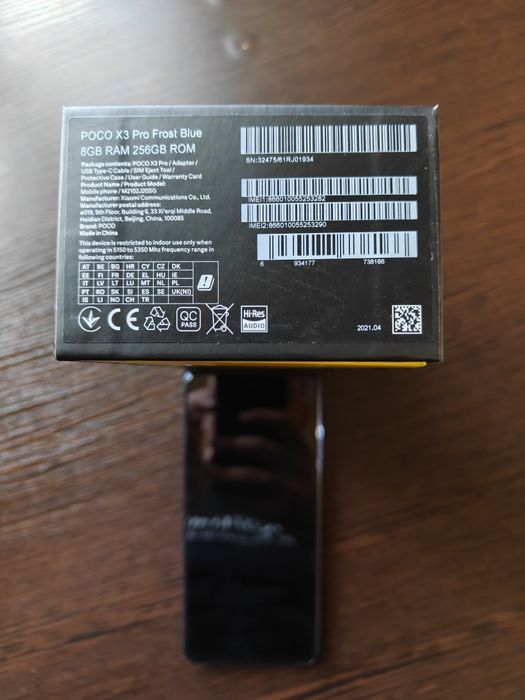 POCO X3 Pro Frost Blue
8GB RAM 256GB ROM
Package contents: POCO X3 Pro / Adapter /
USB Type-C Cable / SIM Eject Tool /
Protective Case / User Guide / Warranty Card
Product Name / Product Model:
Mobile phone / M2102J20SG
Manufacturer: Xiaomi Communications Co., Ltd.
Manufacturer postal address:
#019, 9th Floor, Building 6, 33 Xi'erqi Middle Road,
Haidian District, Beijing, China, 100085
Brand: POCO
Made in China
This device is restricted to indoor use only when
operating in 5150 to 5350 Mhz frequency range in
following countries:
AT BE BG HR CY CZ DK
EE FI FR DE EL HU IE
IT LV LT LU MT NL PL
PT RO SK SI ES SE UK(NI)
IS LI NO CH TR
CE
QC
PASS
Hi-Res
AUDIO
SN:32475/61RJ01934
IMEI1:866010055253282
IMEI2:866010055253290
6 934177 738166
2021.04